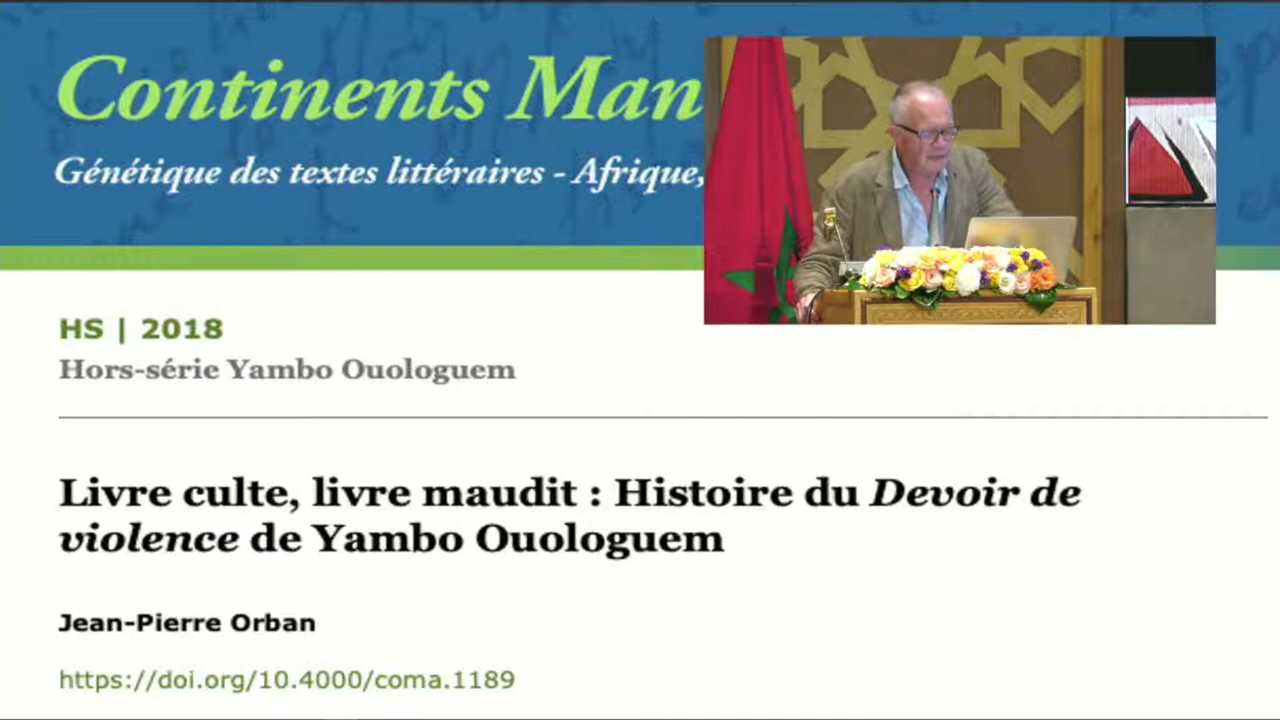 Continents Man
Génétique des textes littéraires - Afrique,
HS | 2018
Hors-série Yambo Ouologuem
Livre culte, livre maudit : Histoire du Devoir de
violence de Yambo Ouologuem
Jean-Pierre Orban
https://doi.org/10.4000/coma.1189